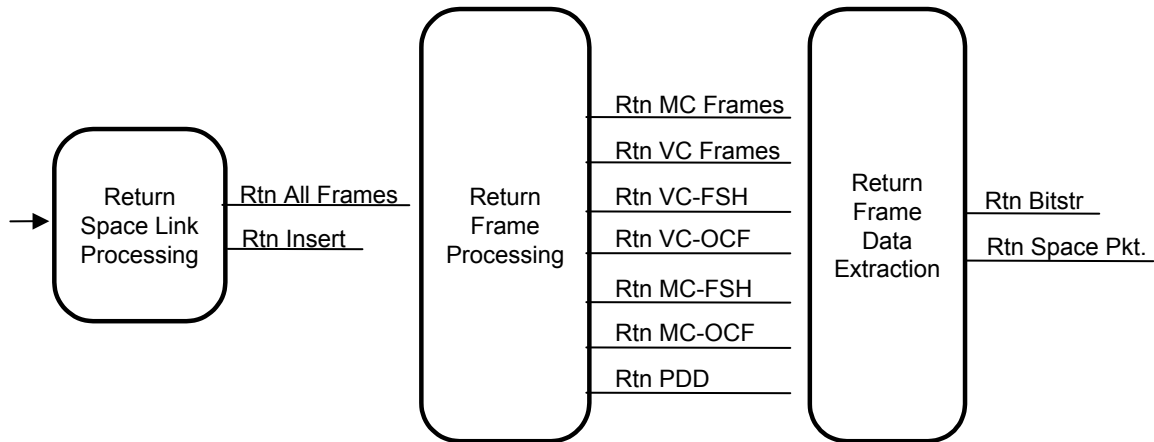 Return
Space Link
Processing
Rtn All Frames
Rtn Insert
Return
Frame
Processing
Rtn MC Frames
Rtn VC Frames
Rtn VC-FSH
Rtn VC-OCF
Rtn MC-FSH
Rtn MC-OCF
Rtn PDD
Return
Frame
Data
Extraction
Rtn Bitstr
Rtn Space Pkt.